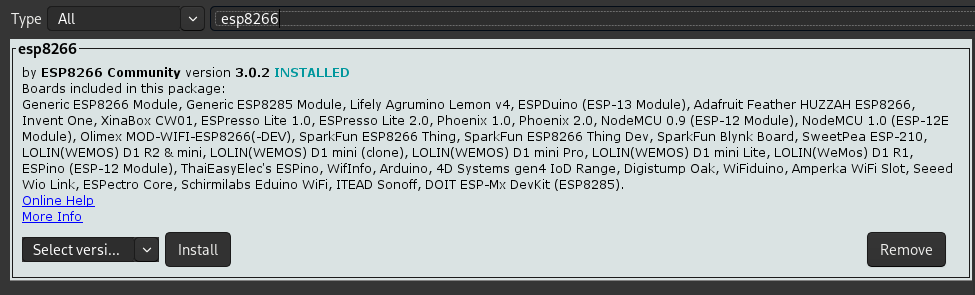 Type All esp8266
esp8266
by ESP8266 Community version 3.0.2 INSTALLED
Boards included in this package:
Generic ESP8266 Module, Generic ESP8285 Module, Lifely Agrumino Lemon v4, ESPDuino (ESP-13 Module), Adafruit Feather HUZZAH ESP8266,
Invent One, XinaBox CW01, ESPresso Lite 1.0, ESPresso Lite 2.0, Phoenix 1.0, Phoenix 2.0, NodeMCU 0.9 (ESP-12 Module), NodeMCU 1.0 (ESP-12E
Module), Olimex MOD-WIFI-ESP8266(-DEV), SparkFun ESP8266 Thing, SparkFun ESP8266 Thing Dev, SparkFun Blynk Board, SweetPea ESP-210,
LOLIN(WEMOS) D1 R2 & mini, LOLIN(WEMOS) D1 mini (clone), LOLIN(WEMOS) D1 mini Pro, LOLIN(WEMOS) D1 mini Lite, LOLIN(WeMos) D1 R1,
ESPino (ESP-12 Module), ThaiEasyElec's ESPino, WifInfo, Arduino, 4D Systems gen4 IoD Range, Digistump Oak, WiFiduino, Amperka WiFi Slot, Seeed
Wio Link, ESPectro Core, Schirmilabs Eduino WiFi, ITEAD Sonoff, DOIT ESP-Mx DevKit (ESP8285).
Online Help
More Info
Select versi... Install Remove